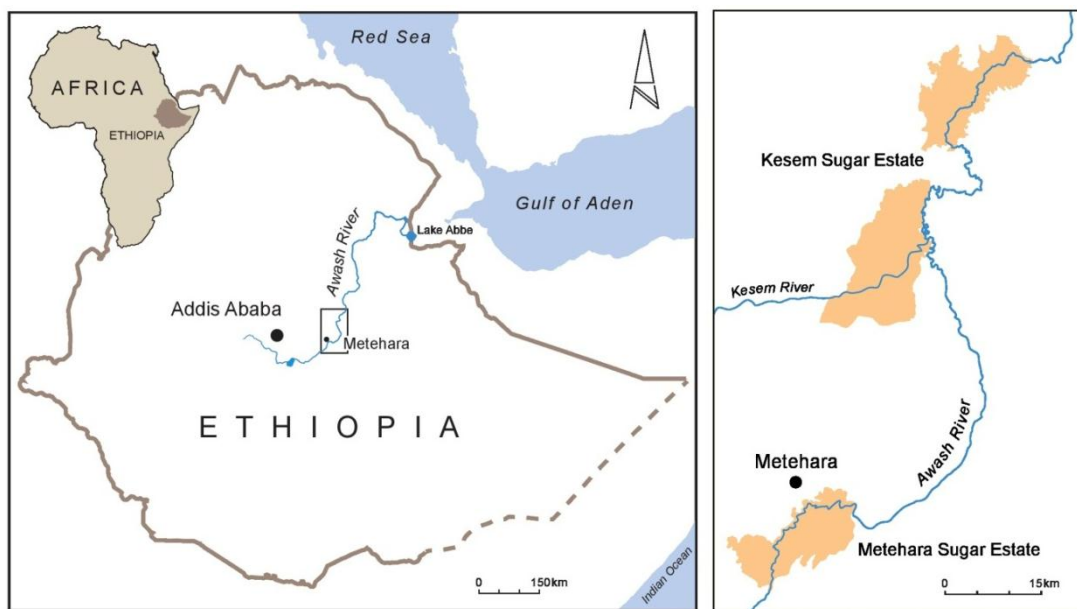 Red Sea
AFRICA
ETHIOPIA
Gulf of Aden
Lake Abbe
Awash River
Addis Ababa
Metehara
ETHIOPIA
0 150km
Indian Ocean
Kesem Sugar Estate
Kesem River
Awash River
Metehara
Metehara Sugar Estate
0 15km
N